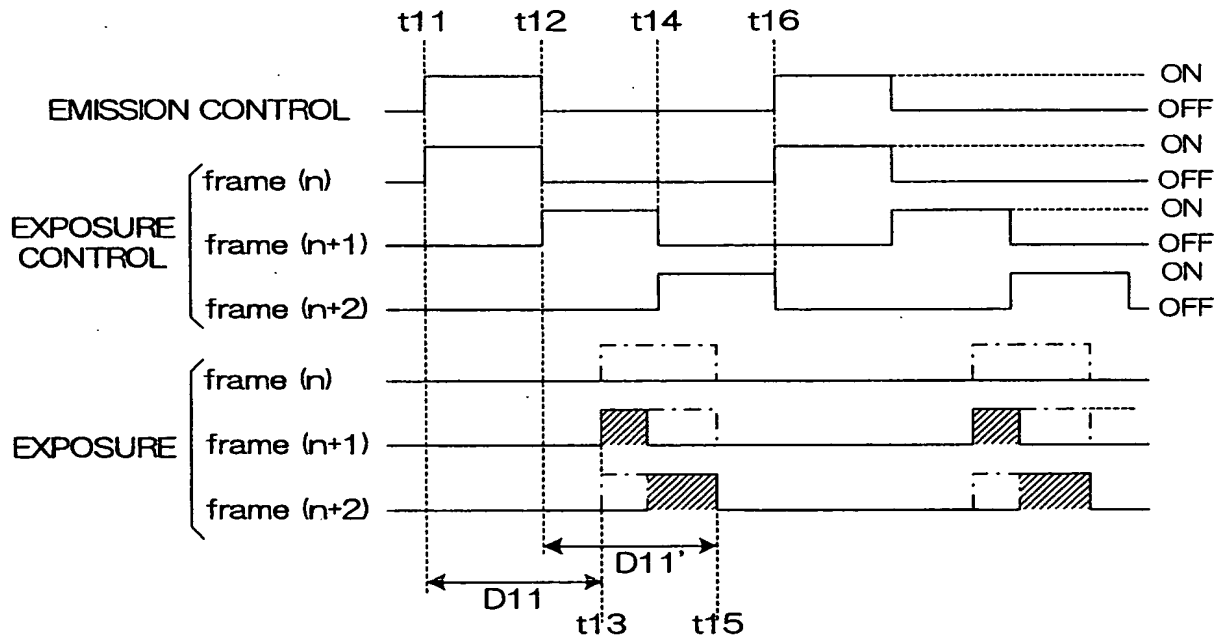 t11 t12 t14 t16
EMISSION CONTROL ON
OFF
EXPOSURE CONTROL
frame (n) ON
OFF
frame (n+1) ON
OFF
frame (n+2) ON
OFF
EXPOSURE
frame (n)
frame (n+1)
frame (n+2)
D11'
D11
t13 t15